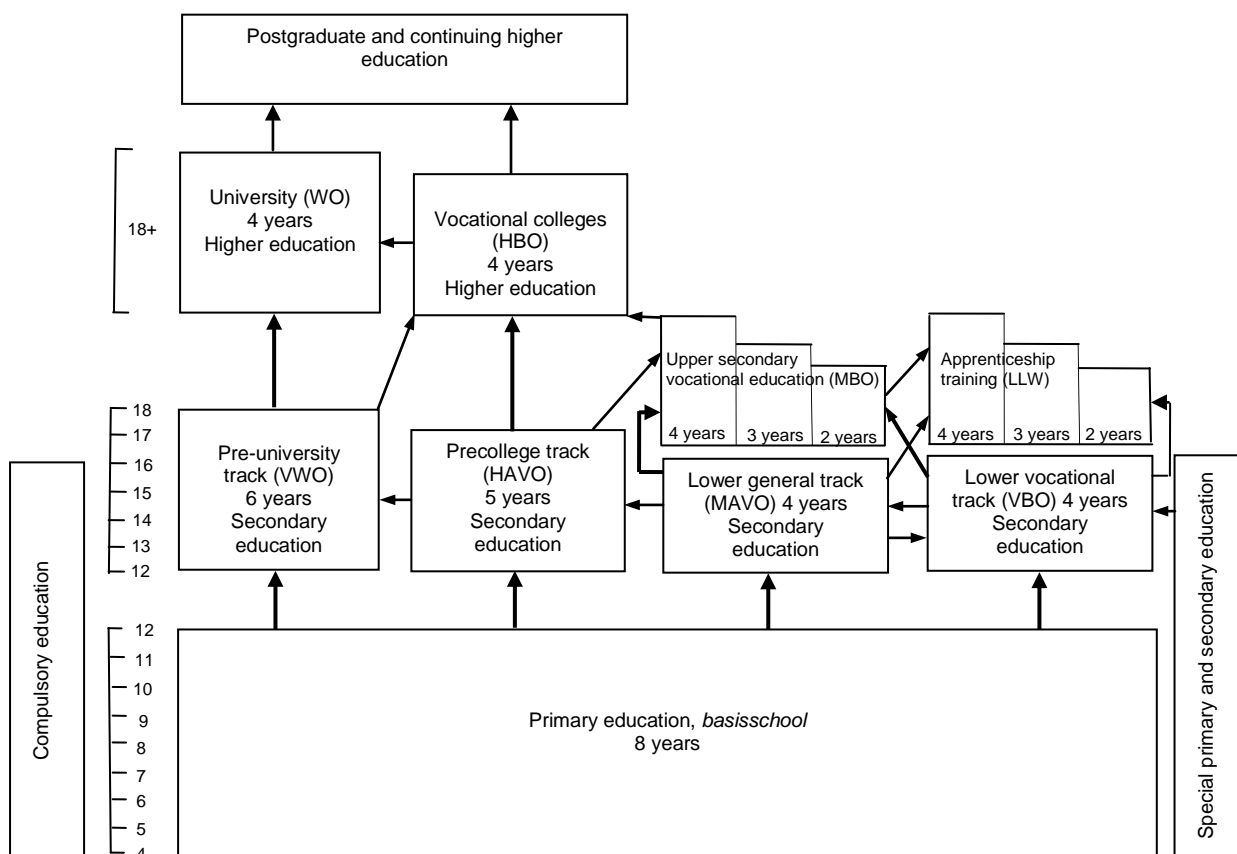 Postgraduate and continuing higher
education
18+
University (WO)
4 years
Higher education
Vocational colleges
(HBO)
4 years
Higher education
Upper secondary
vocational education (MBO)
4 years
3 years
2 years
Apprenticeship
training (LLW)
4 years
3 years
2 years
18
17
16
15
14
13
12
Pre-university
track (VWO)
6 years
Secondary
education
Precollege track
(HAVO)
5 years
Secondary
education
Lower general track
(MAVO) 4 years
Secondary
education
Lower vocational
track (VBO) 4 years
Secondary
education
Compulsory education
12
11
10
9
8
7
6
5
4
Primary education, basisschool
8 years
Special primary and secondary education